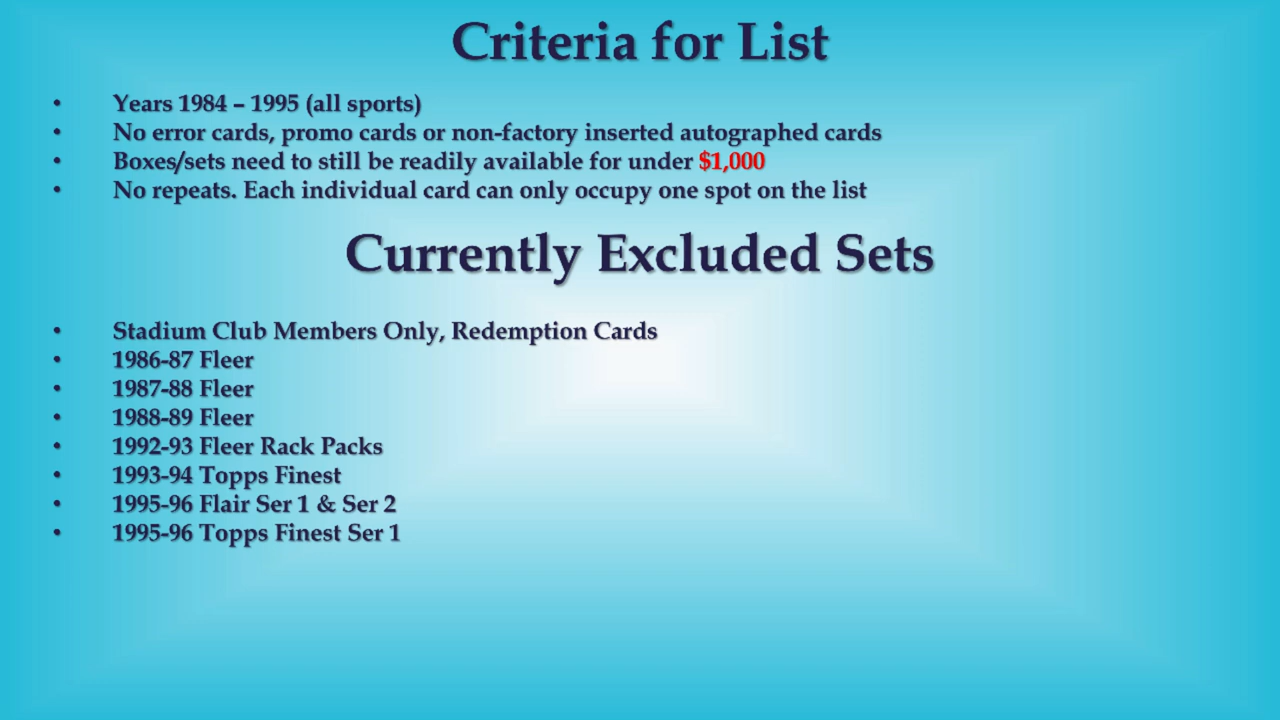 Criteria for List
• Years 1984 – 1995 (all sports)
• No error cards, promo cards or non-factory inserted autographed cards
• Boxes/sets need to still be readily available for under $1,000
• No repeats. Each individual card can only occupy one spot on the list
Currently Excluded Sets
• Stadium Club Members Only, Redemption Cards
• 1986-87 Fleer
• 1987-88 Fleer
• 1988-89 Fleer
• 1992-93 Fleer Rack Packs
• 1993-94 Topps Finest
• 1995-96 Flair Ser 1 & Ser 2
• 1995-96 Topps Finest Ser 1